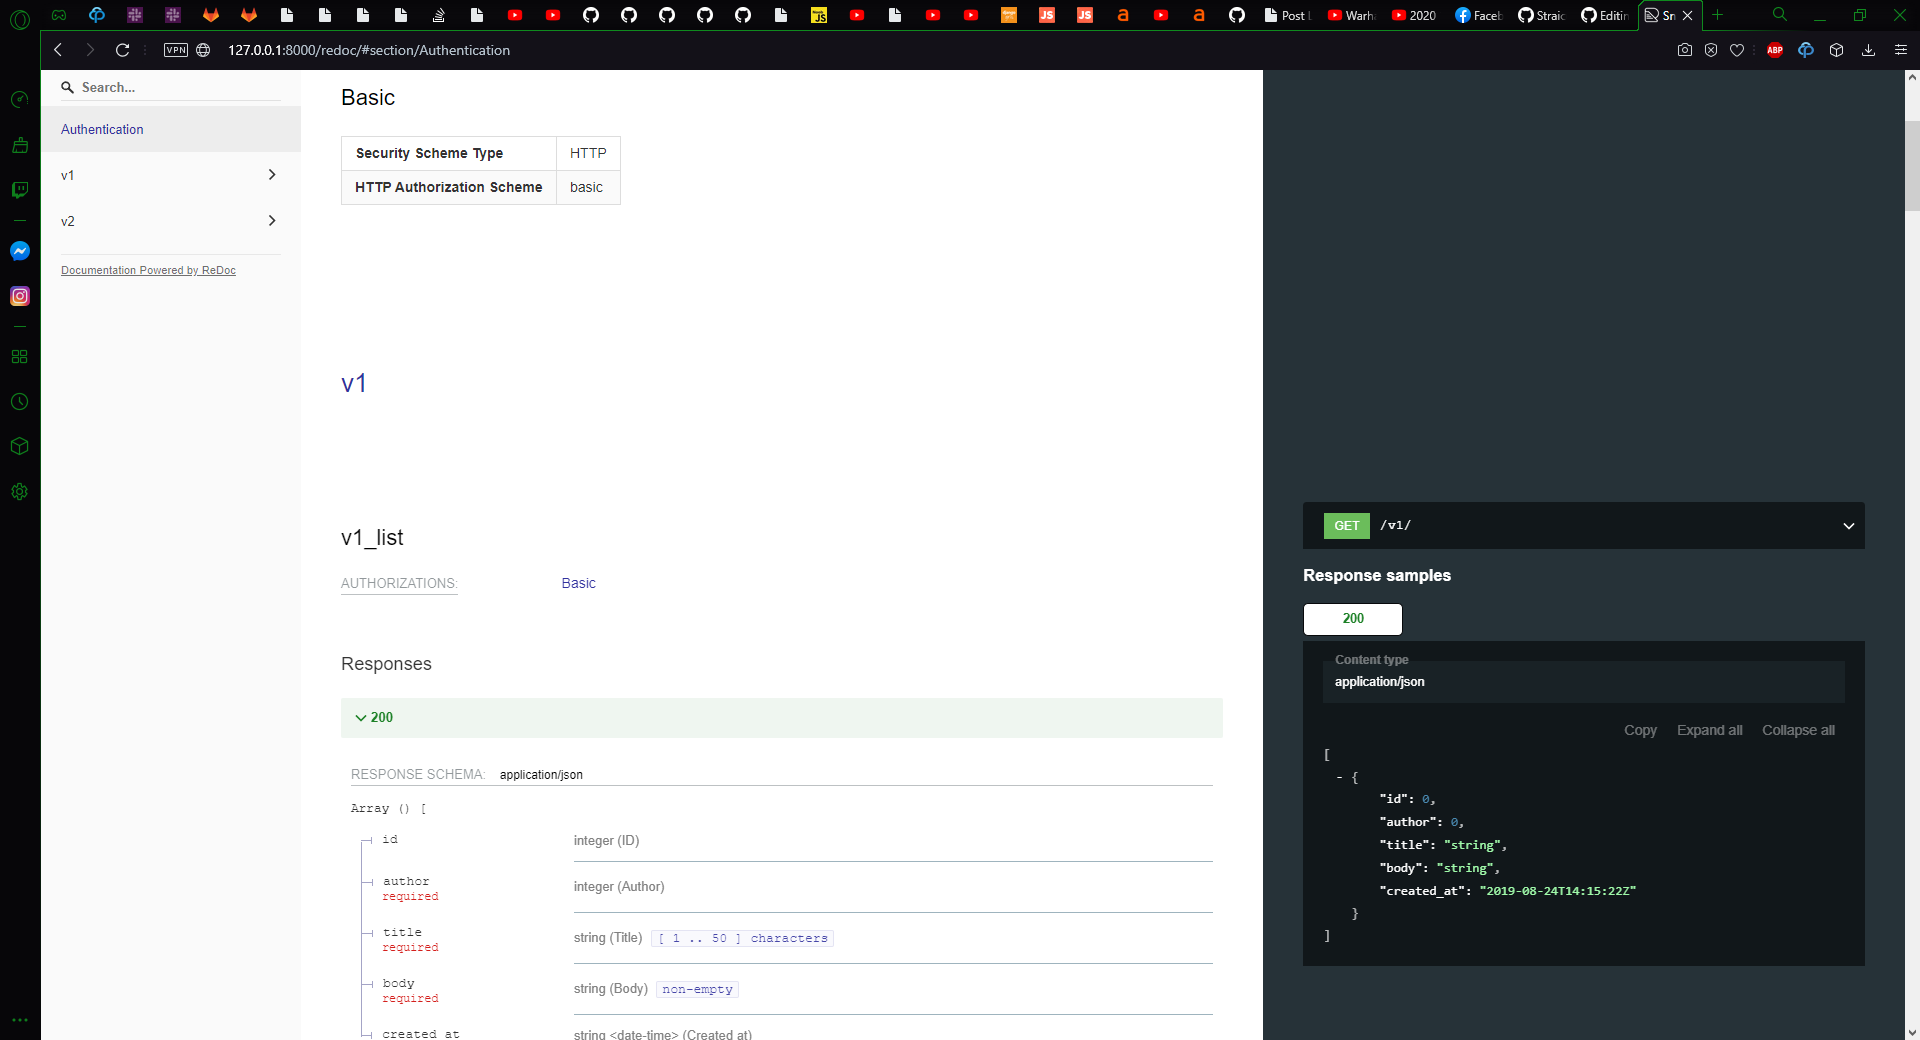 Post L
Warh
2020
Faceb
Straic
Editin
Sn
VPN
127.0.0.1:8000/redoc/#section/Authentication
ABP
Search...
Authentication
v1
v2
Documentation Powered by ReDoc
Basic
Security Scheme Type HTTP
HTTP Authorization Scheme basic
v1
v1_list
AUTHORIZATIONS: Basic
Responses
200
RESPONSE SCHEMA: application/json
Array () [
id integer (ID)
author integer (Author)
required
title string (Title) [ 1 .. 50 ] characters
required
body string (Body) non-empty
required
created_at string <date-time> (Created at)
GET /v1/
Response samples
200
Content type
application/json
Copy Expand all Collapse all
[
- {
"id": 0,
"author": 0,
"title": "string",
"body": "string",
"created_at": "2019-08-24T14:15:22Z"
}
]